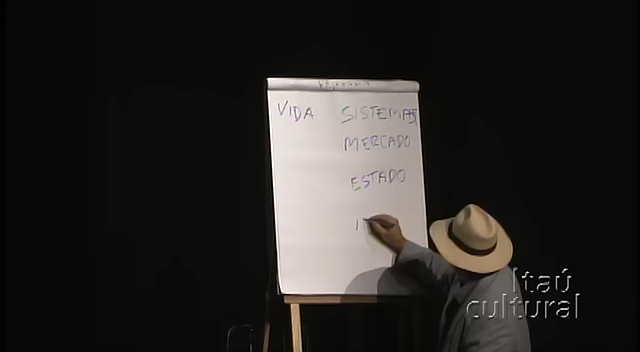 VIDA SISTEMAS
MERCADO
ESTADO
Itaú
cultural